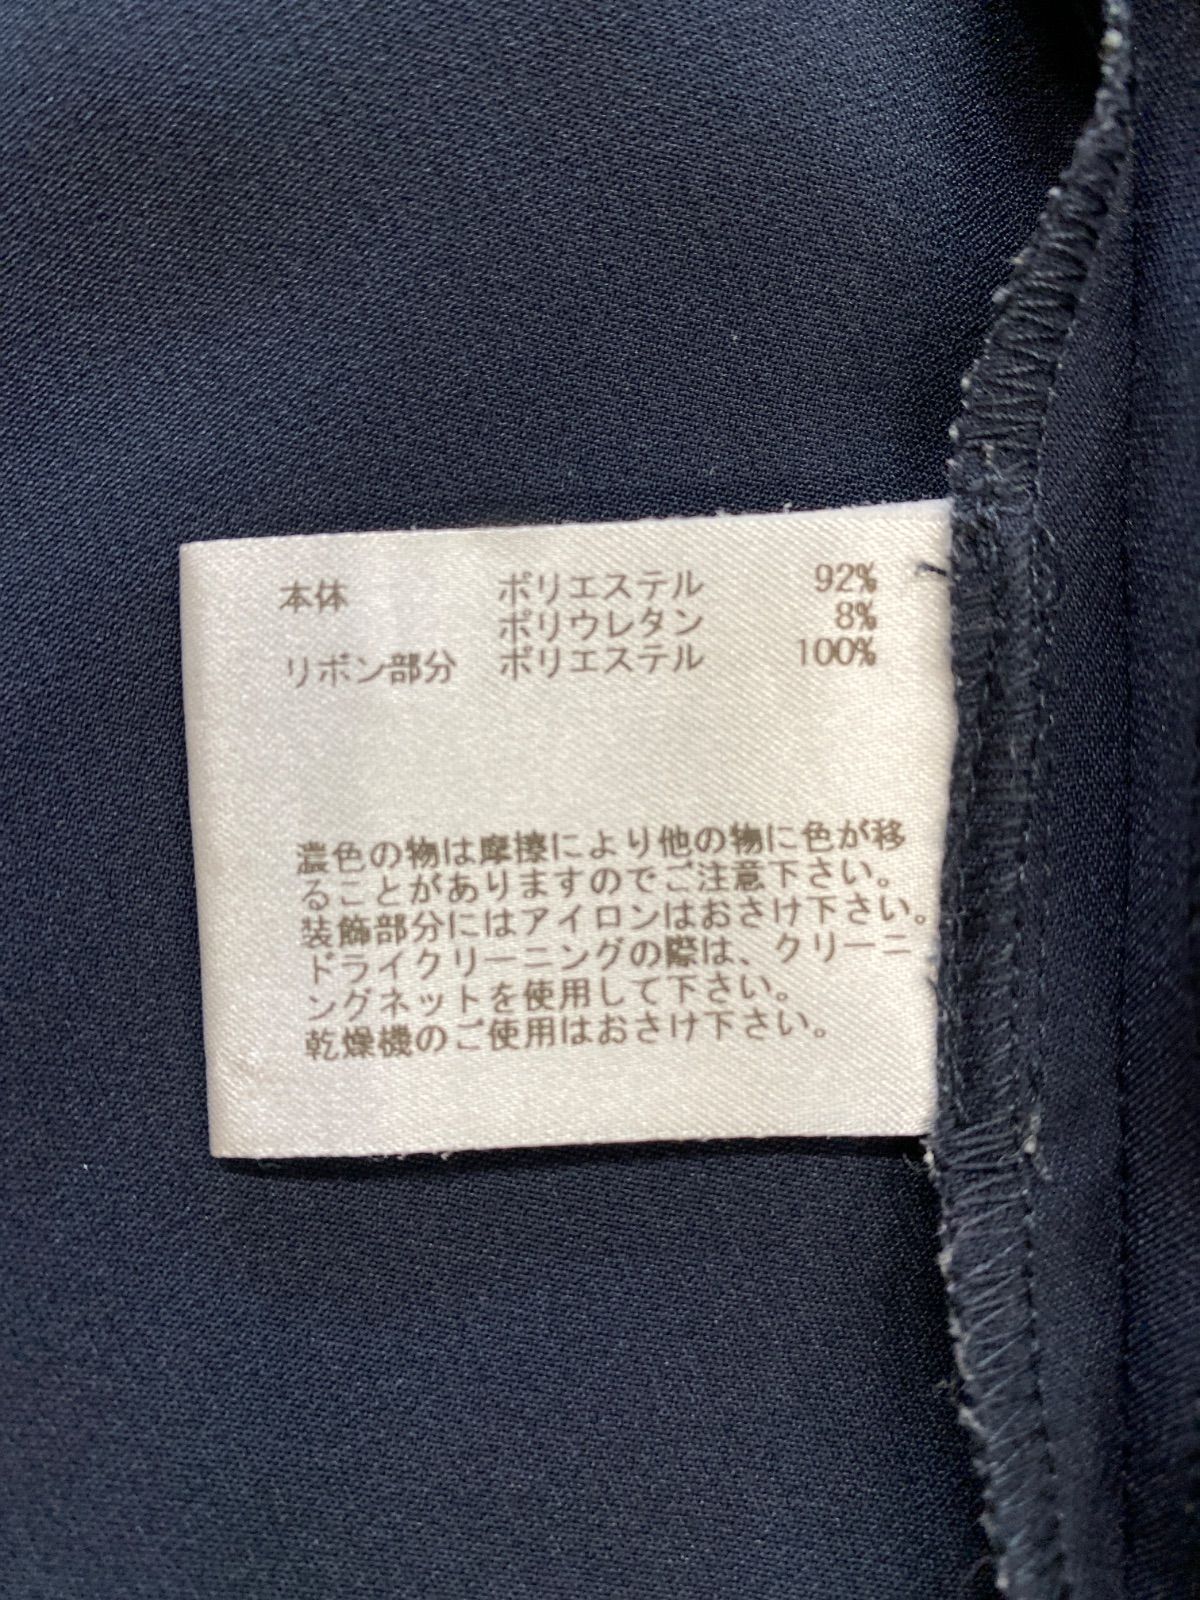 本体 ポリエステル 92%
ポリウレタン 8%
リボン部分 ポリエステル 100%
濃色の物は摩擦により他の物に色が移
ることがありますのでご注意下さい。
装飾部分にはアイロンはおさけ下さい。
ドライクリーニングの際は、クリーニ
ングネットを使用して下さい。
乾燥機のご使用はおさけ下さい。